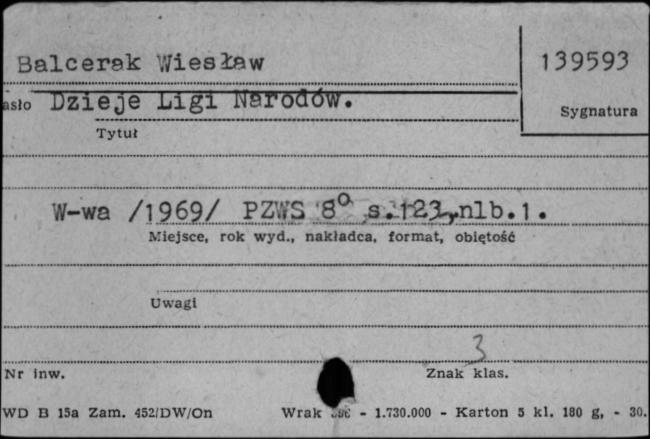 Balcerak Wiesław
139593
asło Dzieje Ligi Narodów.
Sygnatura
Tytuł
W-wa /1969/ PZWS 8° s.123,nlb.1.
Miejsce, rok wyd., nakładca, format, objętość
Uwagi
3
Nr inw.
Znak klas.
WD B 15a Zam. 452/DW/On Wrak - 1.730.000 - Karton 5 kl. 180 g, - 30.